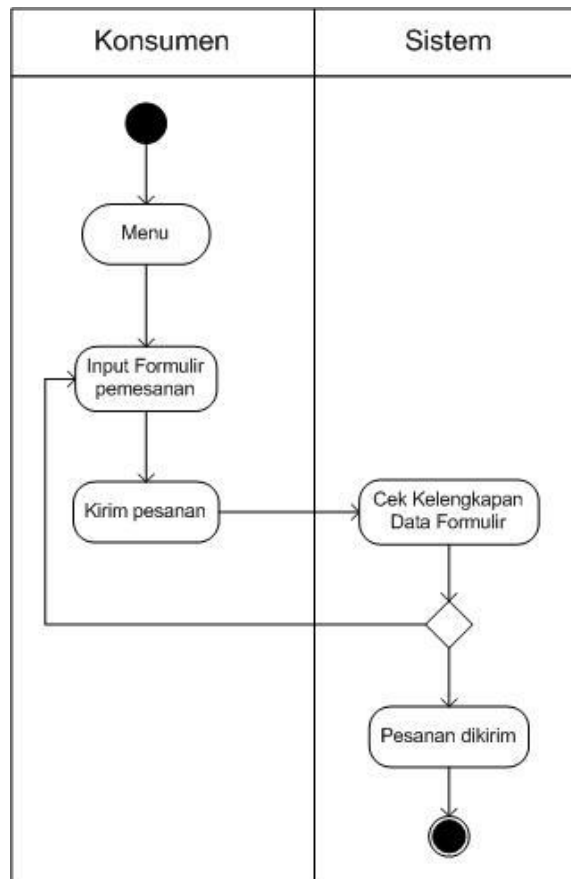 Konsumen
Sistem
Menu
Input Formulir
pemesanan
Kirim pesanan
Cek Kelengkapan
Data Formulir
Pesanan dikirim